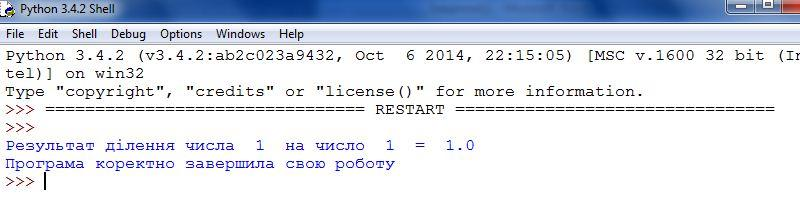 Python 3.4.2 Shell
File Edit Shell Debug Options Windows Help
Python 3.4.2 (v3.4.2:ab2c023a9432, Oct  6 2014, 22:15:05) [MSC v.1600 32 bit (In
tel)] on win32
Type "copyright", "credits" or "license()" for more information.
>>> ================================ RESTART ================================
>>>
Результат ділення числа  1  на число  1  =  1.0
Програма коректно завершила свою роботу
>>>